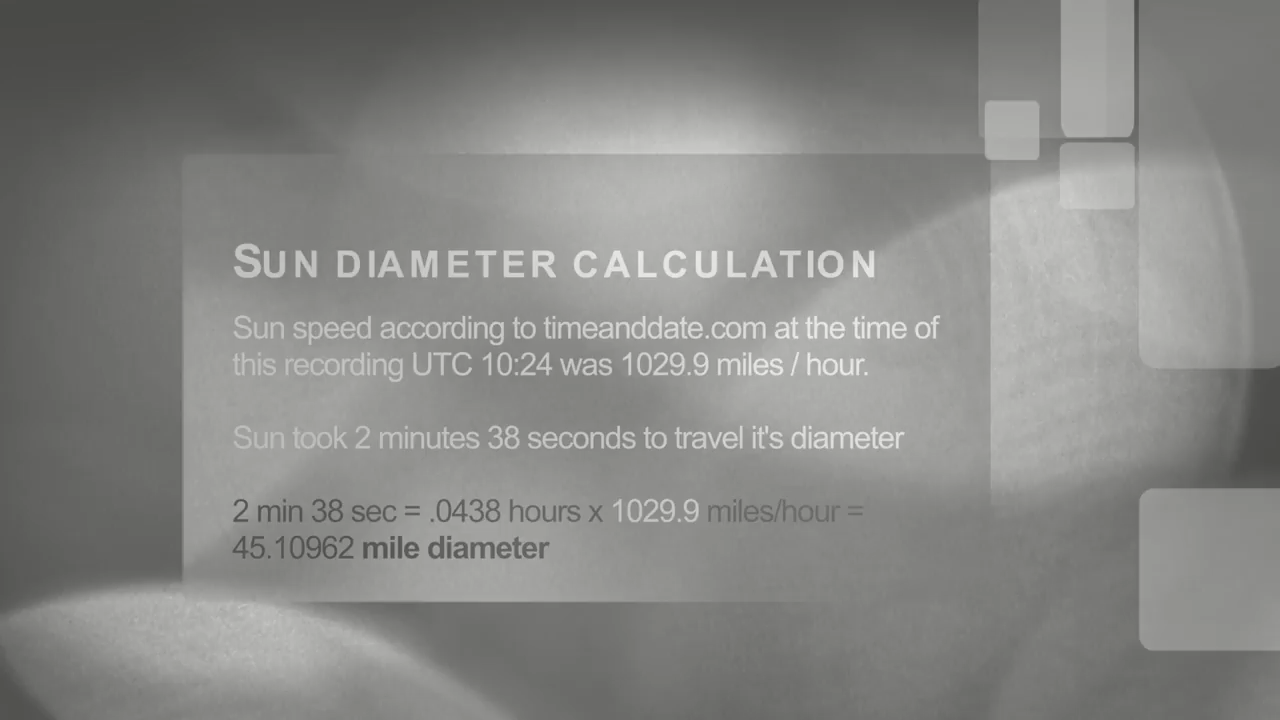 SUN DIAMETER CALCULATION
Sun speed according to timeanddate.com at the time of
this recording UTC 10:24 was 1029.9 miles / hour.
Sun took 2 minutes 38 seconds to travel it's diameter
2 min 38 sec = .0438 hours x 1029.9 miles/hour =
45.10962 mile diameter